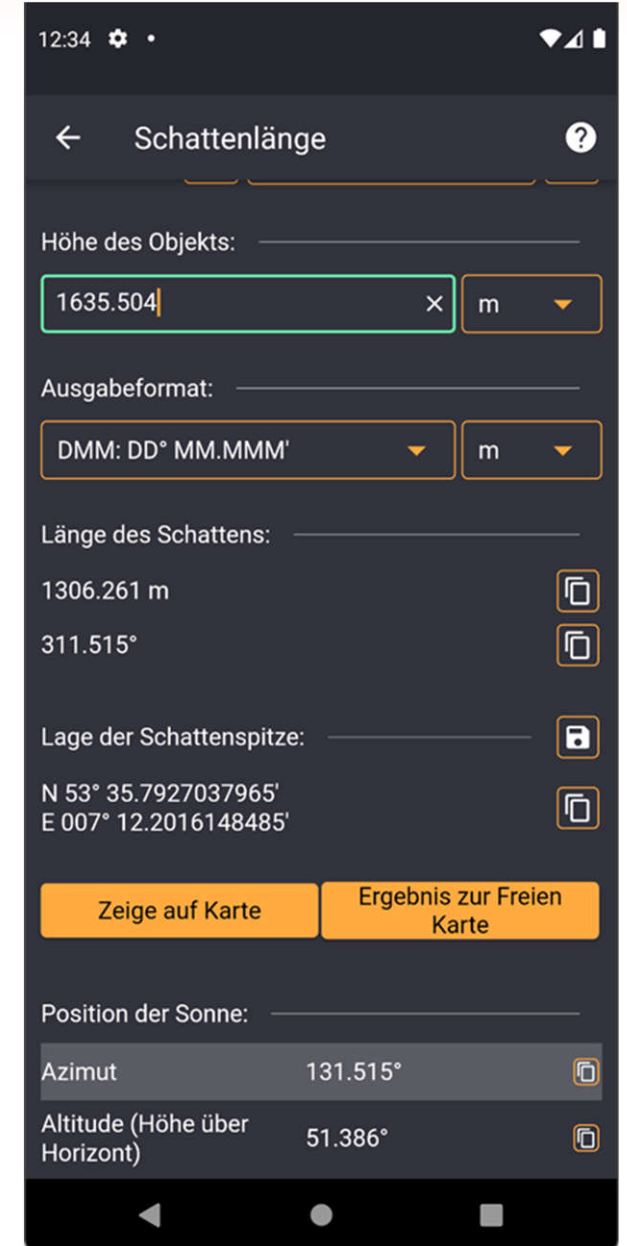 12:34
Schattenlänge
Höhe des Objekts:
1635.504 m
Ausgabeformat:
DMM: DD° MM.MMM' m
Länge des Schattens:
1306.261 m
311.515°
Lage der Schattenspitze:
N 53° 35.7927037965'
E 007° 12.2016148485'
Zeige auf Karte
Ergebnis zur Freien
Karte
Position der Sonne:
Azimut 131.515°
Altitude (Höhe über
Horizont) 51.386°